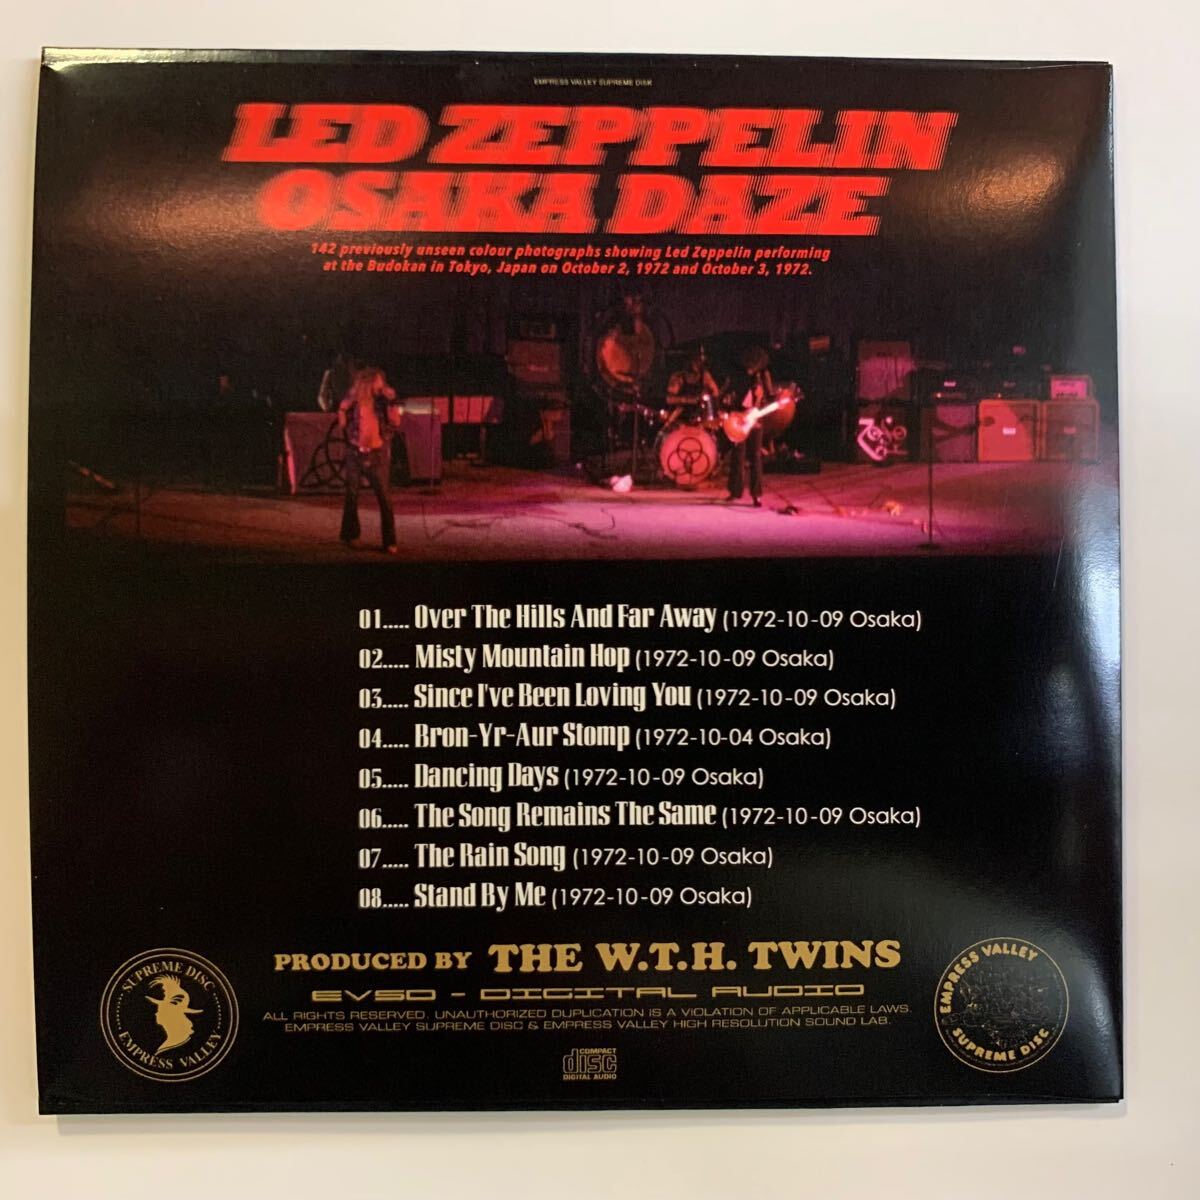 EMPRESS VALLEY SUPREME DISK
LED ZEPPELIN
OSAKA DAZE
142 previously unseen colour photographs showing Led Zeppelin performing
at the Budokan in Tokyo, Japan on October 2, 1972 and October 3, 1972.
01..... Over The Hills And Far Away (1972-10-09 Osaka)
02..... Misty Mountain Hop (1972-10-09 Osaka)
03..... Since I've Been Loving You (1972-10-09 Osaka)
04..... Bron-Yr-Aur Stomp (1972-10-04 Osaka)
05..... Dancing Days (1972-10-09 Osaka)
06..... The Song Remains The Same (1972-10-09 Osaka)
07..... The Rain Song (1972-10-09 Osaka)
08..... Stand By Me (1972-10-09 Osaka)
PRODUCED BY THE W.T.H. TWINS
EVSD - DIGITAL AUDIO
ALL RIGHTS RESERVED. UNAUTHORIZED DUPLICATION IS A VIOLATION OF APPLICABLE LAWS.
EMPRESS VALLEY SUPREME DISC & EMPRESS VALLEY HIGH RESOLUTION SOUND LAB.
SUPREME DISC
EMPRESS VALLEY
EMPRESS VALLEY
SUPREME DISC
COMPACT
disc
DIGITAL AUDIO